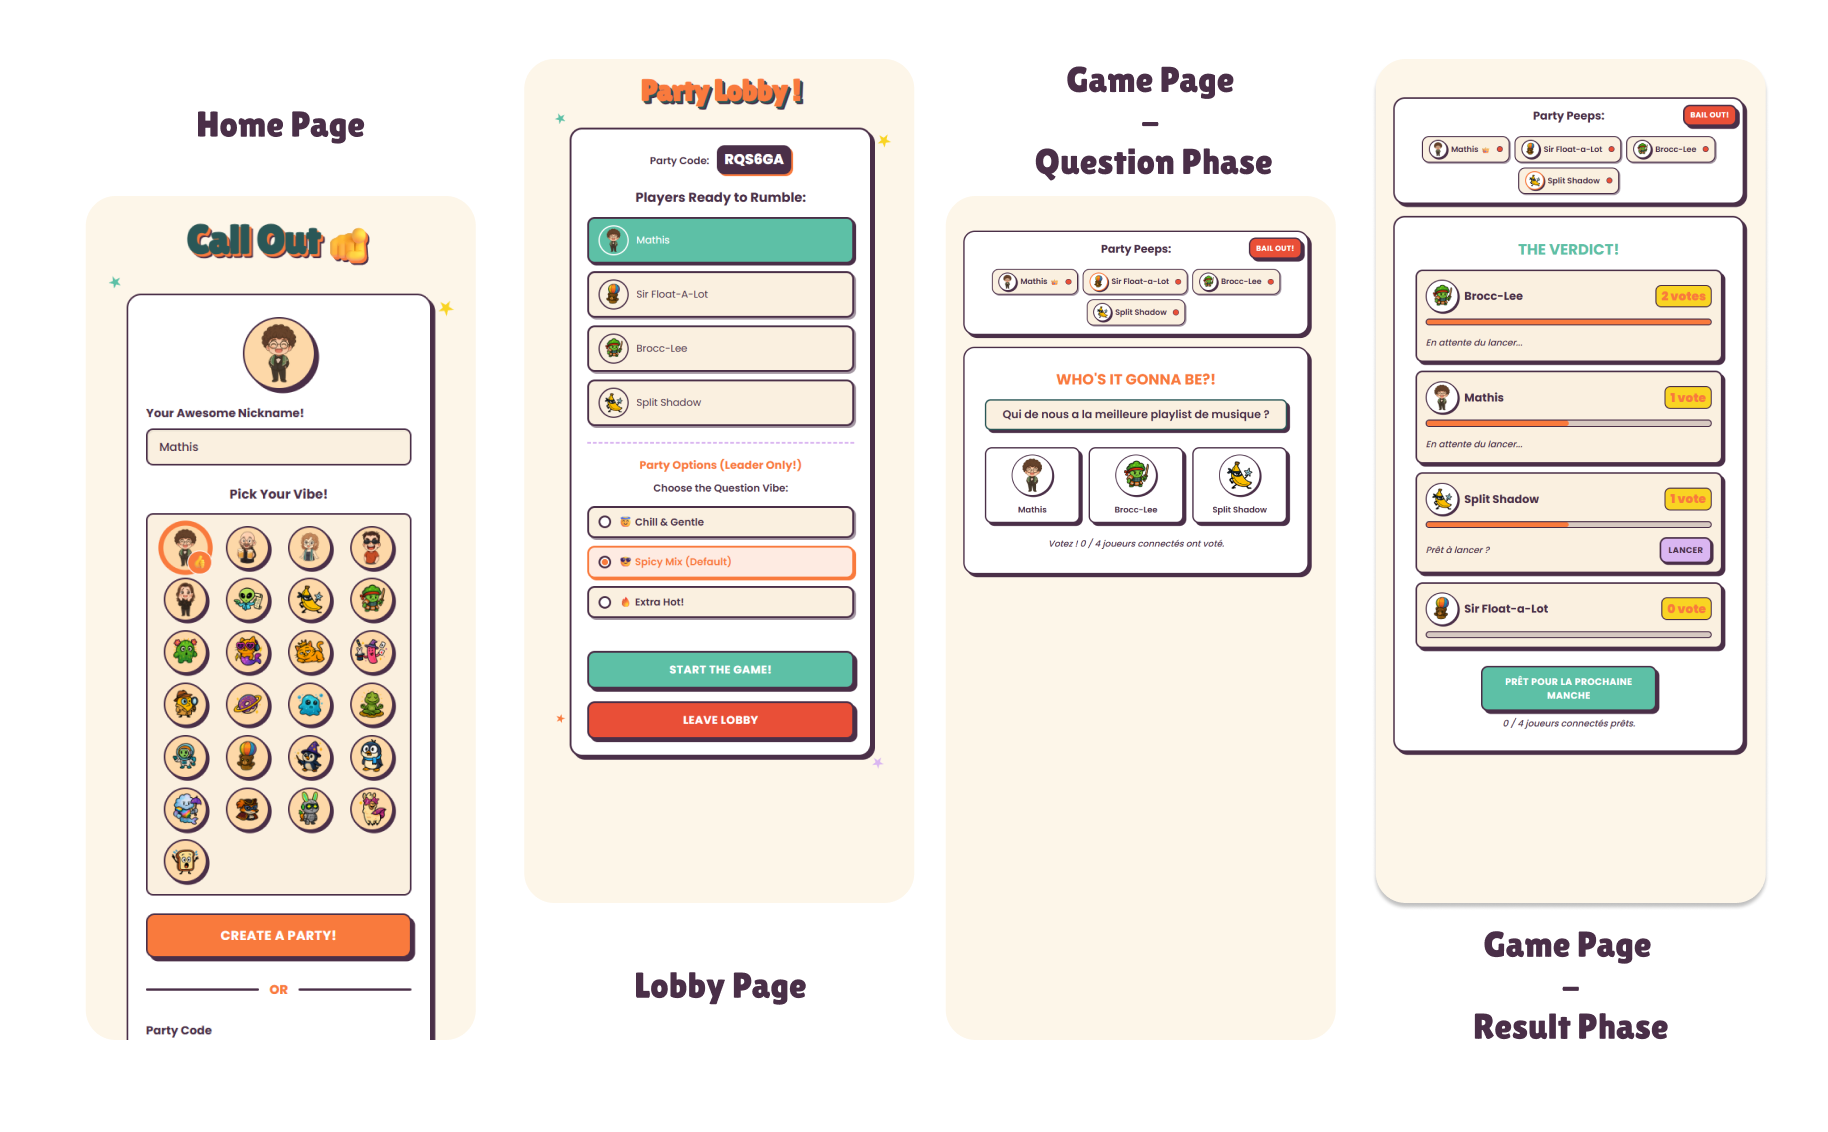 Home Page
Call Out
Your Awesome Nickname!
Mathis
Pick Your Vibe!
CREATE A PARTY!
OR
Party Code
Party Lobby !
Party Code: RQS6GA
Players Ready to Rumble:
Mathis
Sir Float-A-Lot
Brocc-Lee
Split Shadow
Party Options (Leader Only!)
Choose the Question Vibe:
Chill & Gentle
Spicy Mix (Default)
Extra Hot!
START THE GAME!
LEAVE LOBBY
Lobby Page
Game Page
–
Question Phase
Party Peeps:
BAIL OUT!
Mathis
Sir Float-a-Lot
Brocc-Lee
Split Shadow
WHO'S IT GONNA BE?!
Qui de nous a la meilleure playlist de musique ?
Mathis
Brocc-Lee
Split Shadow
Votez ! 0 / 4 joueurs connectés ont voté.
Party Peeps:
BAIL OUT!
Mathis
Sir Float-a-Lot
Brocc-Lee
Split Shadow
THE VERDICT!
Brocc-Lee
2 votes
En attente du lancer...
Mathis
1 vote
En attente du lancer...
Split Shadow
1 vote
Prêt à lancer ?
LANCER
Sir Float-a-Lot
0 vote
PRÊT POUR LA PROCHAINE
MANCHE
0 / 4 joueurs connectés prêts.
Game Page
–
Result Phase